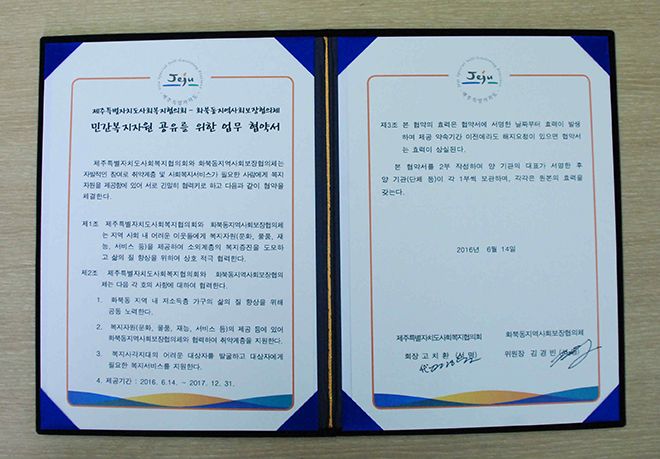 Jeju
제주특별자치도사회복지협의회 - 화북동지역사회보장협의체
민간복지자원 공유를 위한 업무 협약서
제주특별자치도사회복지협의회와 화북동지역사회보장협의체는
자발적인 참여로 취약계층 및 사회복지서비스가 필요한 사람에게 복지
자원을 제공함에 있어 서로 긴밀히 협력키로 하고 다음과 같이 협약을
체결한다.
제1조 제주특별자치도사회복지협의회와 화북동지역사회보장협의체
는 지역 사회 내 어려운 이웃들에게 복지자원(문화, 물품, 재
능, 서비스 등)을 제공하여 소외계층의 복지증진을 도모하
고 삶의 질 향상을 위하여 상호 적극 협력한다.
제2조 제주특별자치도사회복지협의회와 화북동지역사회보장협의
체는 다음 각 호의 사항에 대하여 협력한다.
1. 화북동 지역 내 저소득층 가구의 삶의 질 향상을 위해
공동 노력한다.
2. 복지자원(문화, 물품, 재능, 서비스 등)의 제공 등에 있어
화북동지역사회보장협의체와 협력하여 취약계층을 지원한다.
3. 복지사각지대의 어려운 대상자를 발굴하고 대상자에게
필요한 복지서비스를 지원한다.
4. 제공기간 : 2016. 6.14. ~ 2017. 12. 31.
Jeju
제주특별자치도
제3조 본 협약의 효력은 협약서에 서명한 날짜부터 효력이 발생
하며 제공 약속기간 이전에라도 해지요청이 있으면 협약서
는 효력이 상실된다.
본 협약서를 2부 작성하여 양 기관의 대표가 서명한 후
양 기관(단체 등)이 각 1부씩 보관하며, 각각은 원본의 효력을
갖는다.
2016년 6월 14일
제주특별자치도사회복지협의회 화북동지역사회보장협의체
회장 고 치 환 (서 명) 위원장 김 경 빈 (서 명)